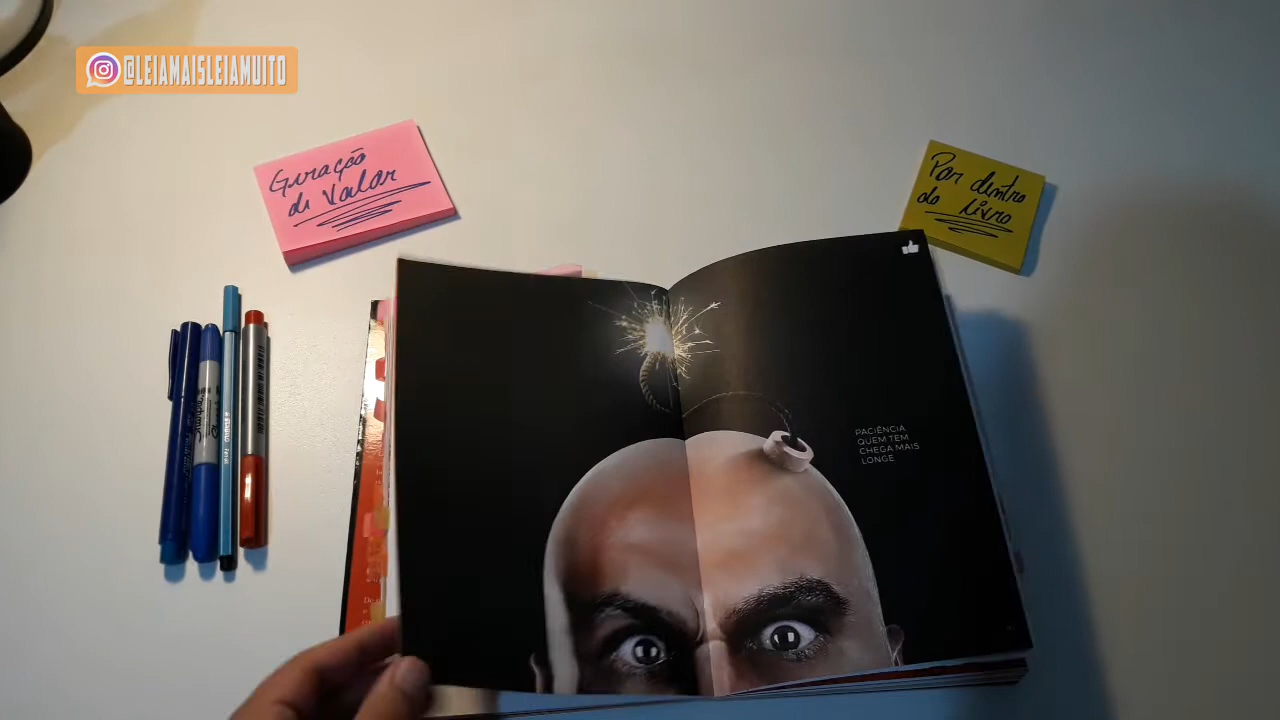 @LEIAMAISLEIAMUITO
Geração
de Valor
Por dentro
do Livro
PACIÊNCIA
QUEM TEM
CHEGA MAIS
LONGE